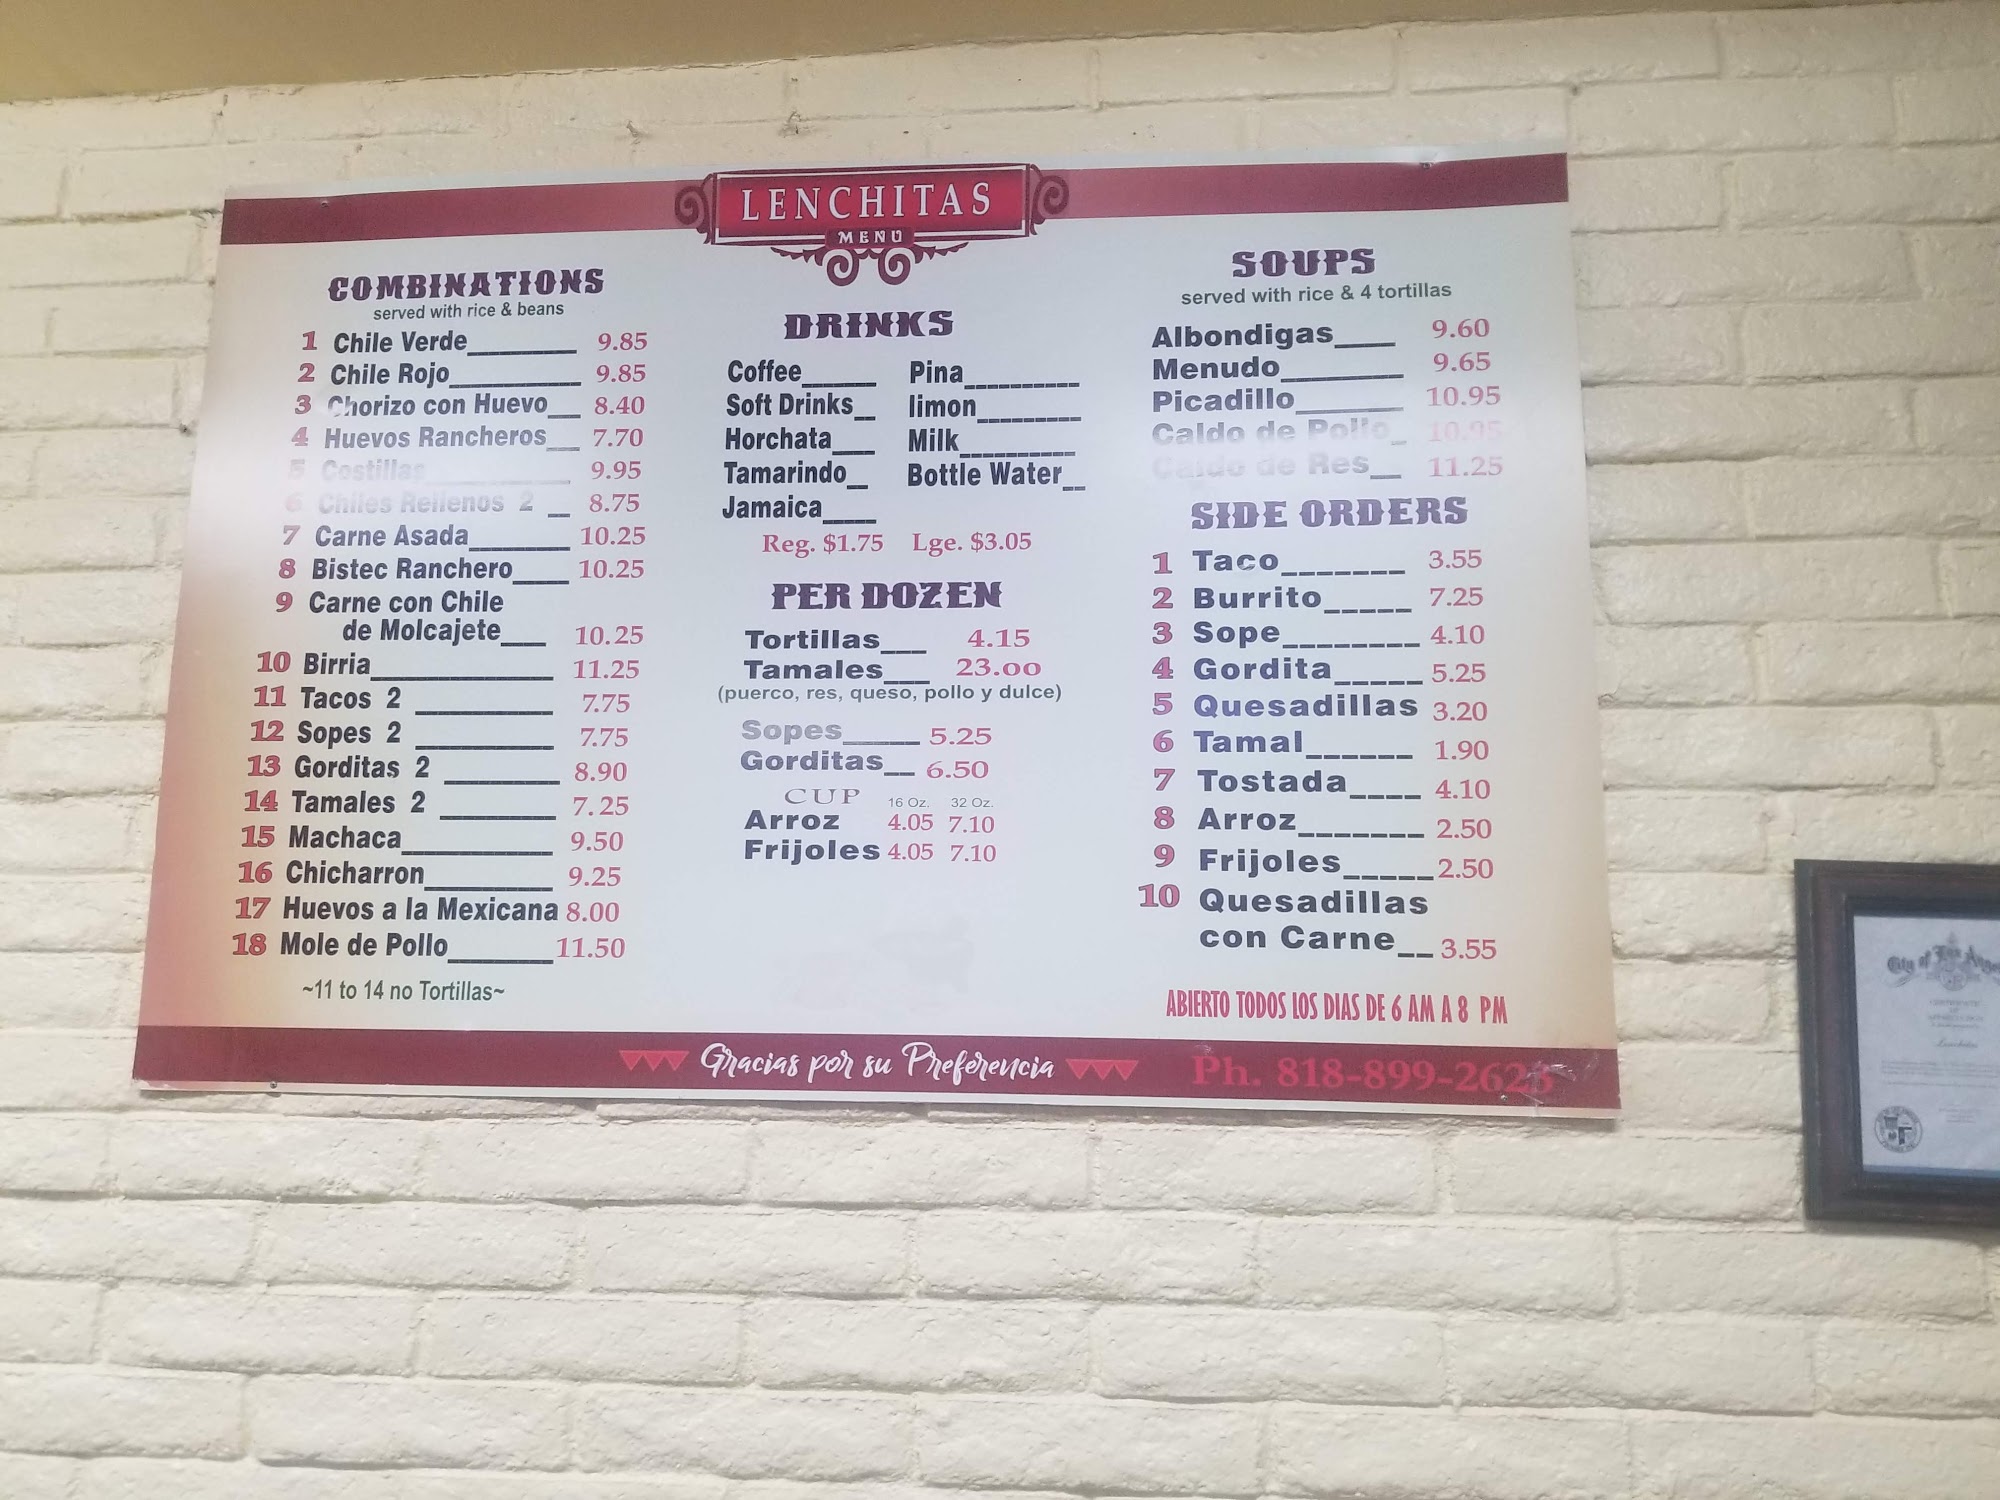 LENCHITAS
MENU
COMBINATIONS
served with rice & beans
1 Chile Verde 9.85
2 Chile Rojo 9.85
3 Chorizo con Huevo 8.40
4 Huevos Rancheros 7.70
5 Costillas 9.95
6 Chiles Rellenos 2 8.75
7 Carne Asada 10.25
8 Bistec Ranchero 10.25
9 Carne con Chile
de Molcajete 10.25
10 Birria 11.25
11 Tacos 2 7.75
12 Sopes 2 7.75
13 Gorditas 2 8.90
14 Tamales 2 7.25
15 Machaca 9.50
16 Chicharron 9.25
17 Huevos a la Mexicana 8.00
18 Mole de Pollo 11.50
~11 to 14 no Tortillas~
DRINKS
Coffee Pina
Soft Drinks limon
Horchata Milk
Tamarindo Bottle Water
Jamaica
Reg. $1.75 Lge. $3.05
PER DOZEN
Tortillas 4.15
Tamales 23.00
(puerco, res, queso, pollo y dulce)
Sopes 5.25
Gorditas 6.50
CUP 16 Oz. 32 Oz.
Arroz 4.05 7.10
Frijoles 4.05 7.10
SOUPS
served with rice & 4 tortillas
Albondigas 9.60
Menudo 9.65
Picadillo 10.95
Caldo de Pollo 10.95
Caldo de Res 11.25
SIDE ORDERS
1 Taco 3.55
2 Burrito 7.25
3 Sope 4.10
4 Gordita 5.25
5 Quesadillas 3.20
6 Tamal 1.90
7 Tostada 4.10
8 Arroz 2.50
9 Frijoles 2.50
10 Quesadillas
con Carne 3.55
ABIERTO TODOS LOS DIAS DE 6 AM A 8 PM
Gracias por su Preferencia
Ph. 818-899-2623
City of Los
CERTIFICATE
OF
Lenchitas